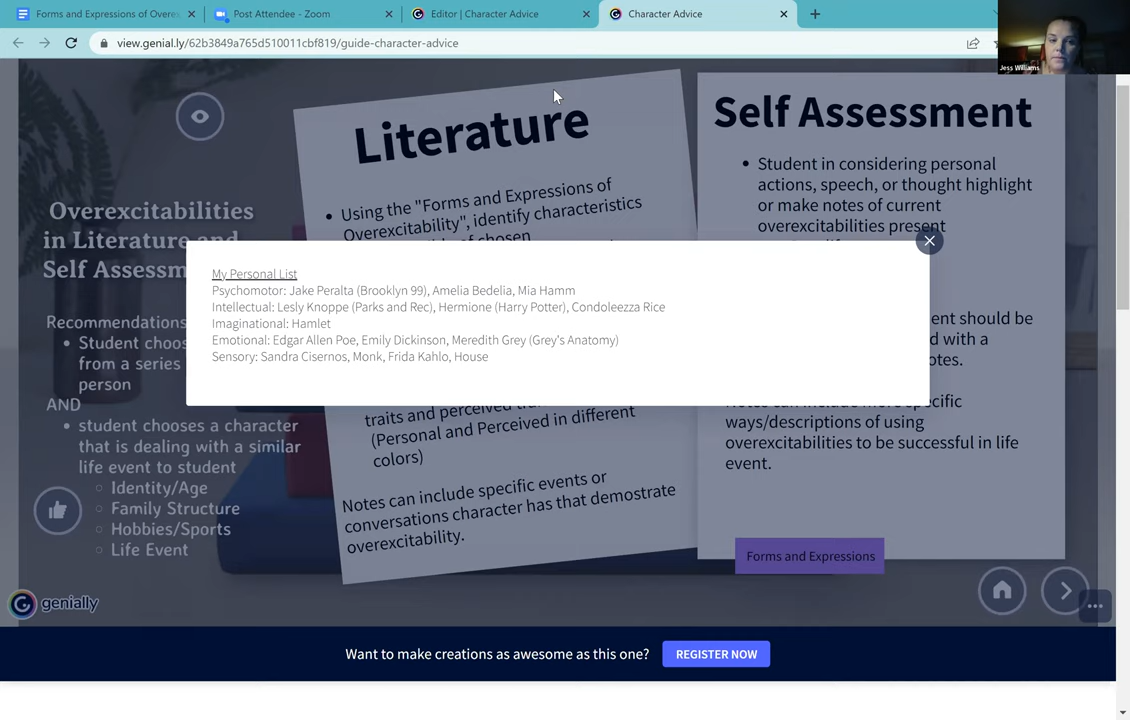 Forms and Expressions of Overex
Post Attendee - Zoom
Editor | Character Advice
Character Advice
view.genial.ly/62b3849a765d510011cbf819/guide-character-advice
Jess Williams
Overexcitabilities
in Literature and
Self Assessm
Recommendations
Student choos
from a series
person
AND
student chooses a character
that is dealing with a similar
life event to student
Identity/Age
Family Structure
Hobbies/Sports
Life Event
Literature
Using the "Forms and Expressions of
Overexcitability", identify characteristics
of chosen
traits and perceived
(Personal and Perceived in different
colors)
Notes can include specific events or
conversations character has that demostrate
overexcitability.
Self Assessment
Student in considering personal
actions, speech, or thought highlight
or make notes of current
overexcitabilities present
ent should be
d with a
otes.
Notes can include more specific
ways/descriptions of using
overexcitabilities to be successful in life
event.
Forms and Expressions
My Personal List
Psychomotor: Jake Peralta (Brooklyn 99), Amelia Bedelia, Mia Hamm
Intellectual: Lesly Knoppe (Parks and Rec), Hermione (Harry Potter), Condoleezza Rice
Imaginational: Hamlet
Emotional: Edgar Allen Poe, Emily Dickinson, Meredith Grey (Grey's Anatomy)
Sensory: Sandra Cisernos, Monk, Frida Kahlo, House
genially
Want to make creations as awesome as this one?
REGISTER NOW